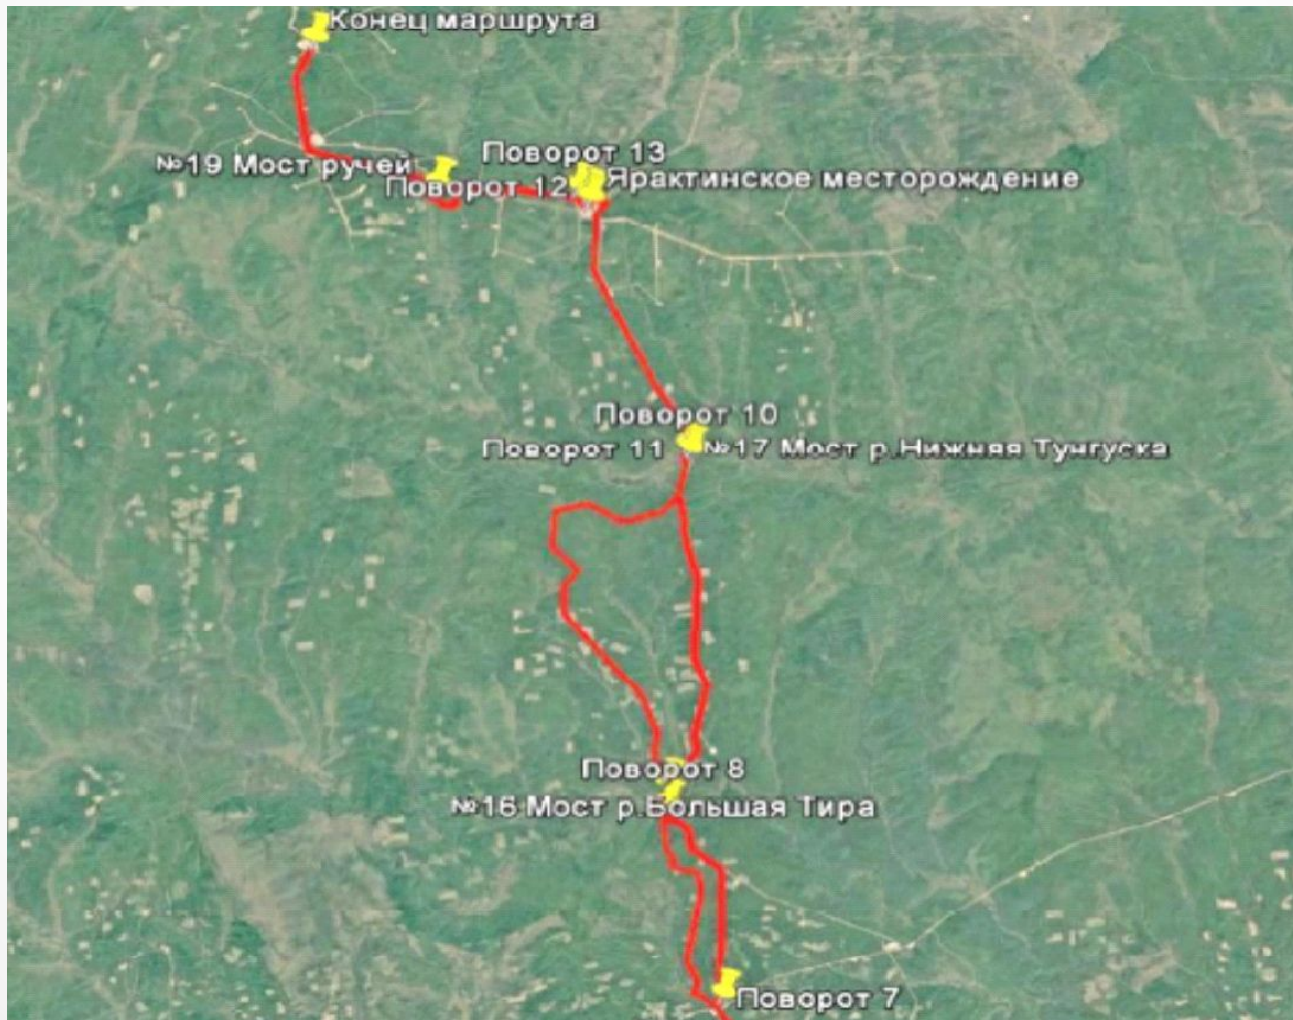 Конец маршрута
Поворот 13
№19 Мост ручей
Ярактинское месторождение
Поворот 12
Поворот 10
Поворот 11
№17 Мост р.Нижняя Тунгуска
Поворот 8
№16 Мост р.Большая Тира
Поворот 7